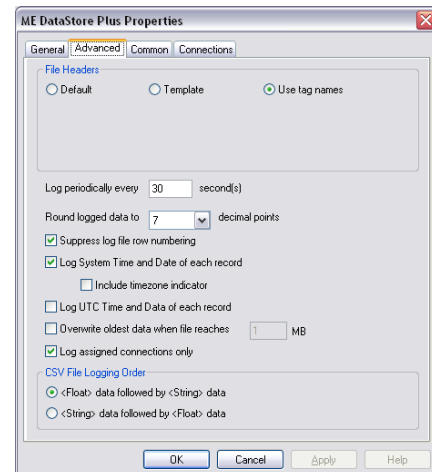 ME DataStore Plus Properties
General Advanced Common Connections
File Headers
Default Template Use tag names
Log periodically every 30 second(s)
Round logged data to 7 decimal points
Suppress log file row numbering
Log System Time and Date of each record
Include timezone indicator
Log UTC Time and Data of each record
Overwrite oldest data when file reaches 1 MB
Log assigned connections only
CSV File Logging Order
<Float> data followed by <String> data
<String> data followed by <Float> data
OK Cancel Apply Help